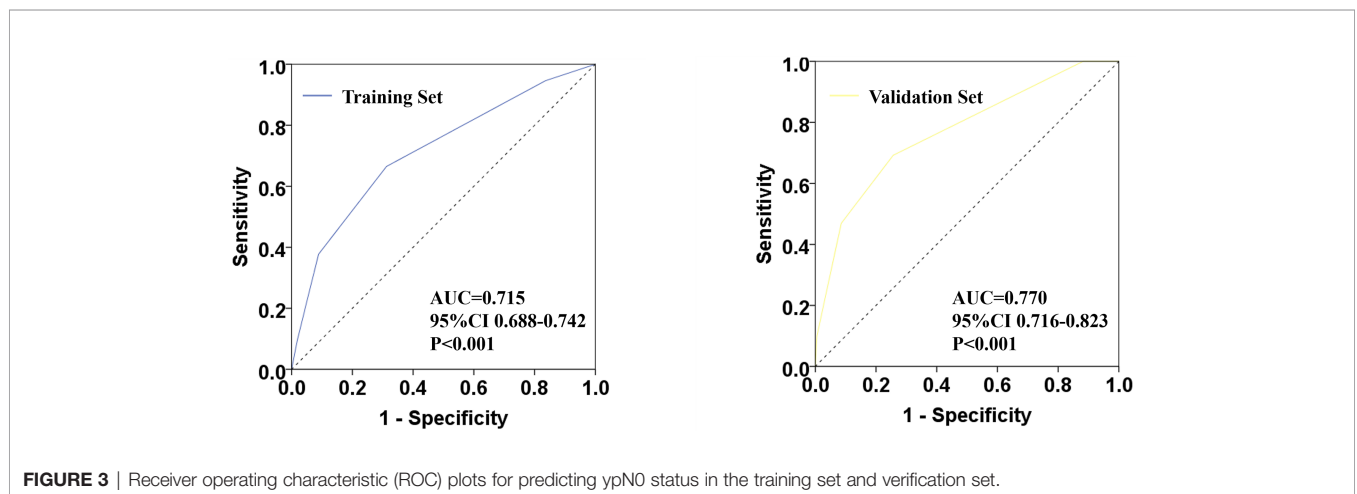 1.0
0.8
0.6
0.4
0.2
0.0
Sensitivity
Training Set
AUC=0.715
95%CI 0.688-0.742
P<0.001
0.0 0.2 0.4 0.6 0.8 1.0
1 - Specificity
1.0
0.8
0.6
0.4
0.2
0.0
Sensitivity
Validation Set
AUC=0.770
95%CI 0.716-0.823
P<0.001
0.0 0.2 0.4 0.6 0.8 1.0
1 - Specificity
FIGURE 3 | Receiver operating characteristic (ROC) plots for predicting ypN0 status in the training set and verification set.